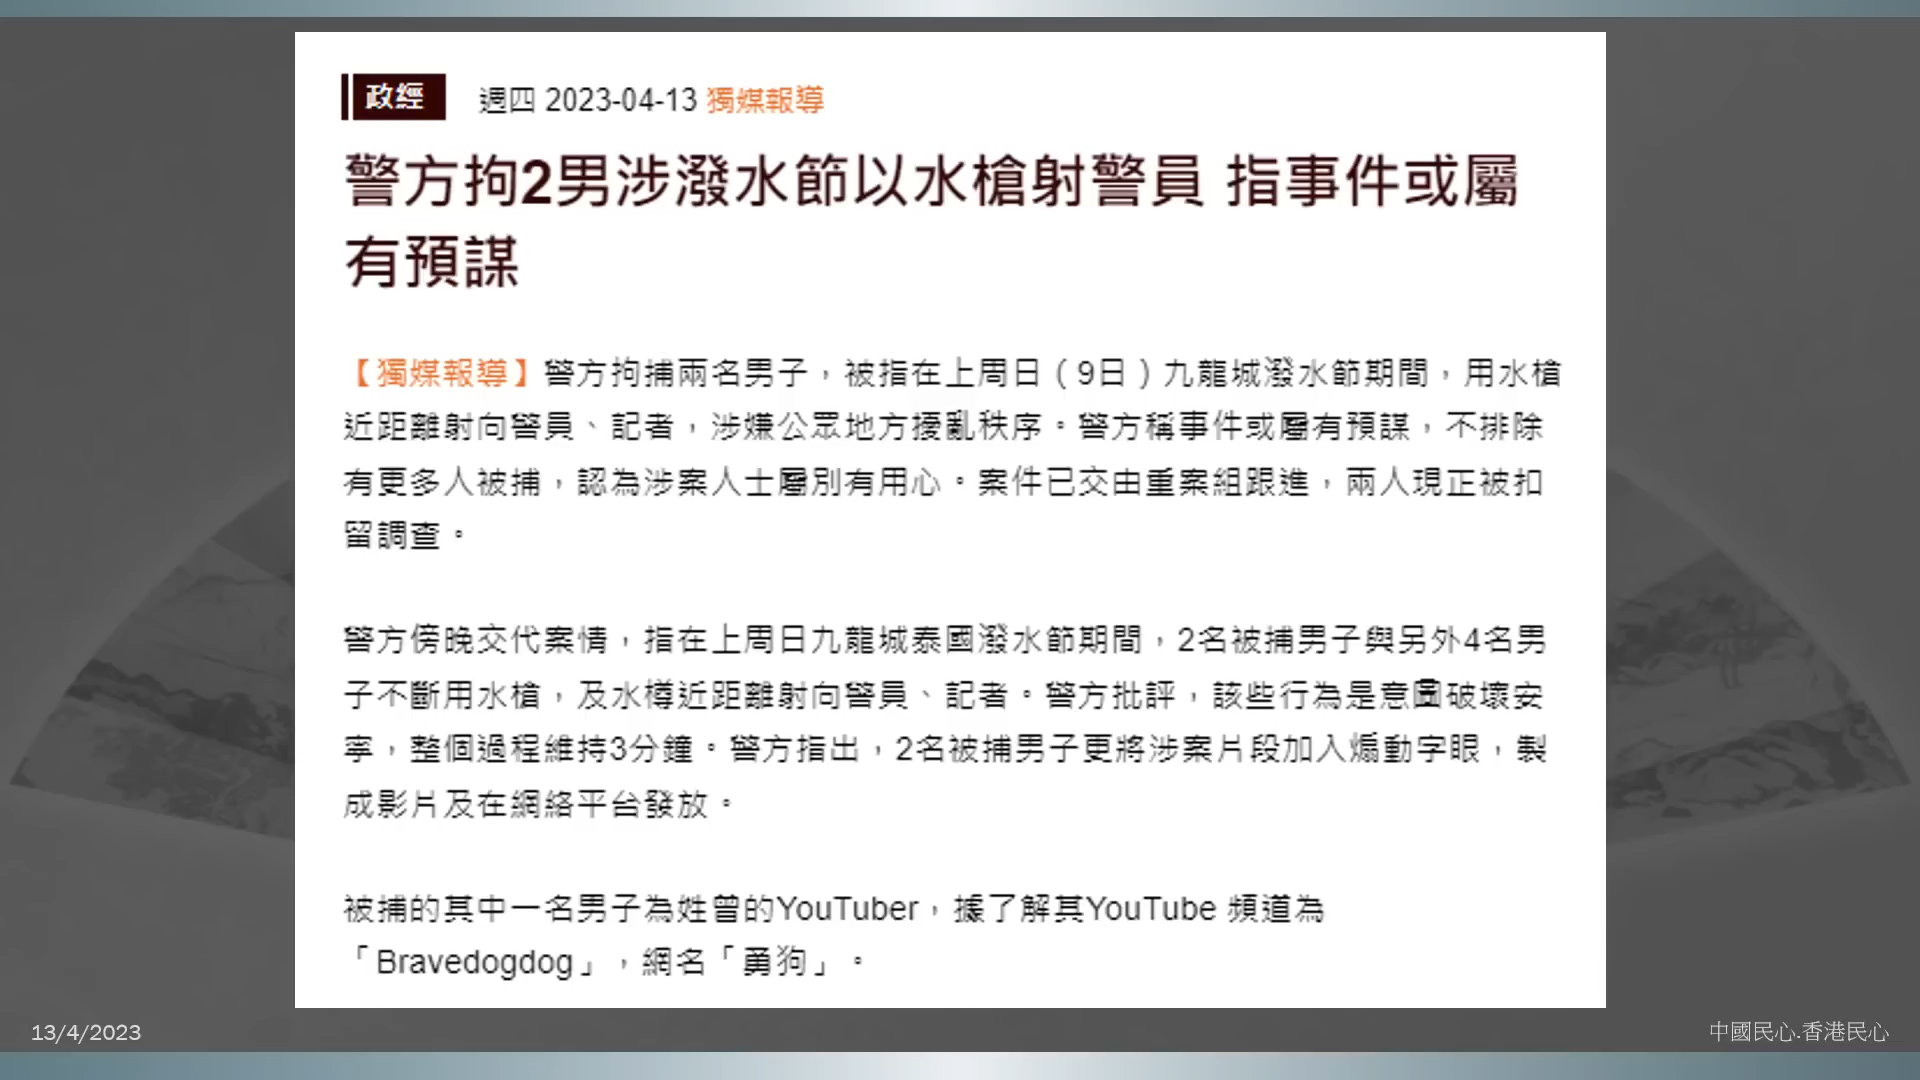 政經 週四 2023-04-13 獨媒報導
警方拘2男涉潑水節以水槍射警員 指事件或屬
有預謀
【獨媒報導】警方拘捕兩名男子，被指在上周日（9日）九龍城潑水節期間，用水槍
近距離射向警員、記者，涉嫌公眾地方擾亂秩序。警方稱事件或屬有預謀，不排除
有更多人被捕，認為涉案人士屬別有用心。案件已交由重案組跟進，兩人現正被扣
留調查。
警方傍晚交代案情，指在上周日九龍城泰國潑水節期間，2名被捕男子與另外4名男
子不斷用水槍，及水樽近距離射向警員、記者。警方批評，該些行為是意圖破壞安
寧，整個過程維持3分鐘。警方指出，2名被捕男子更將涉案片段加入煽動字眼，製
成影片及在網絡平台發放。
被捕的其中一名男子為姓曾的YouTuber，據了解其YouTube 頻道為
「Bravedogdog」，網名「勇狗」。
13/4/2023
中國民心.香港民心